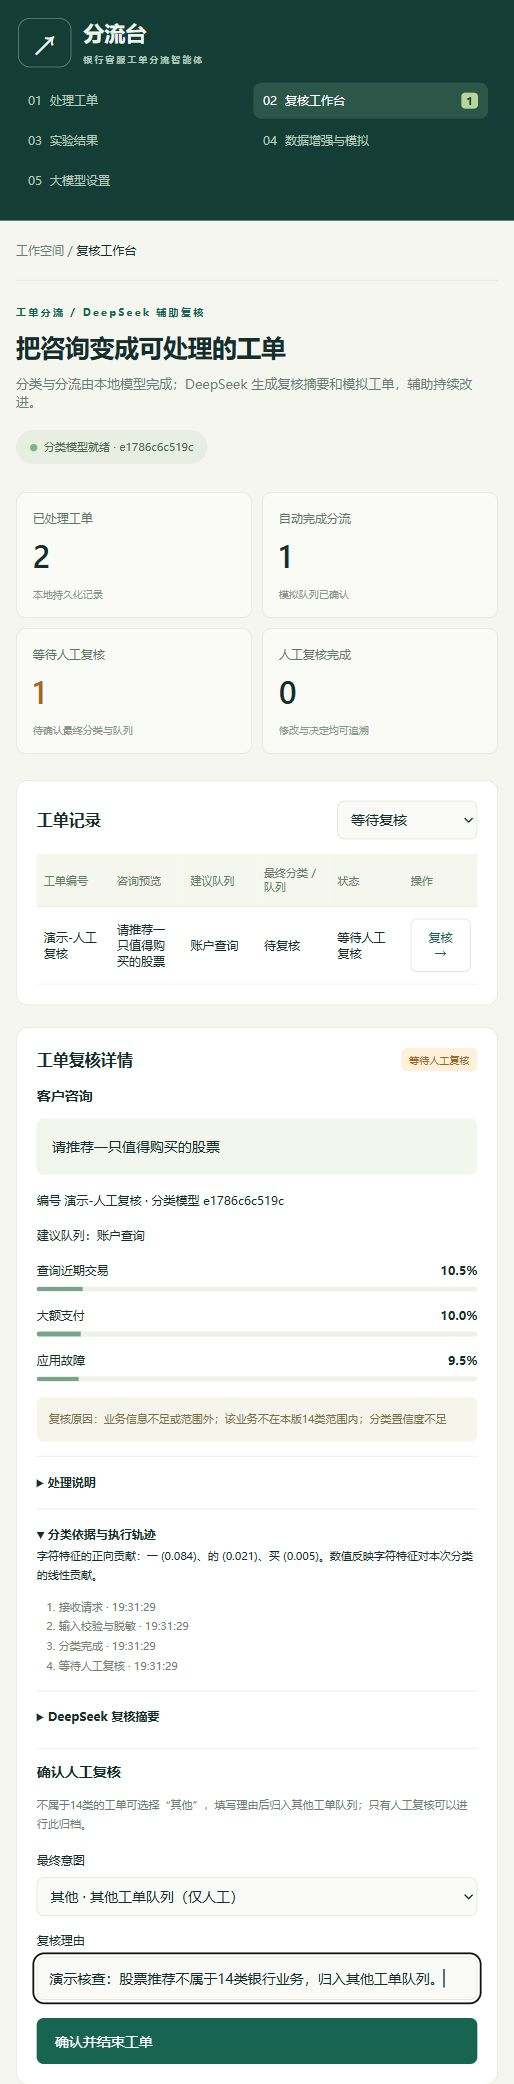 分流台
银行客服工单分流智能体
01 处理工单
02 复核工作台 1
03 实验结果
04 数据增强与模拟
05 大模型设置
工作空间 / 复核工作台
工单分流 / DeepSeek 辅助复核
把咨询变成可处理的工单
分类与分流由本地模型完成；DeepSeek 生成复核摘要和模拟工单，辅助持续改
进。
分类模型就绪 · e1786c6c519c
已处理工单
2
本地持久化记录
自动完成分流
1
模拟队列已确认
等待人工复核
1
待确认最终分类与队列
人工复核完成
0
修改与决定均可追溯
工单记录
等待复核
工单编号 咨询预览 建议队列 最终分类 / 队列 状态 操作
演示-人工
复核
请推荐一
只值得购
买的股票
账户查询
待复核
等待人工
复核
复核
→
工单复核详情
等待人工复核
客户咨询
请推荐一只值得购买的股票
编号 演示-人工复核 · 分类模型 e1786c6c519c
建议队列：账户查询
查询近期交易 10.5%
大额支付 10.0%
应用故障 9.5%
复核原因：业务信息不足或范围外；该业务不在本版14类范围内；分类置信度不足
▶ 处理说明
▼ 分类依据与执行轨迹
字符特征的正向贡献：一 (0.084)、的 (0.021)、买 (0.005)。数值反映字符特征对本次分类
的线性贡献。
1. 接收请求 · 19:31:29
2. 输入校验与脱敏 · 19:31:29
3. 分类完成 · 19:31:29
4. 等待人工复核 · 19:31:29
▶ DeepSeek 复核摘要
确认人工复核
不属于14类的工单可选择“其他”，填写理由后归入其他工单队列；只有人工复核可以进
行此归档。
最终意图
其他 · 其他工单队列（仅人工）
复核理由
演示核查：股票推荐不属于14类银行业务，归入其他工单队列。
确认并结束工单